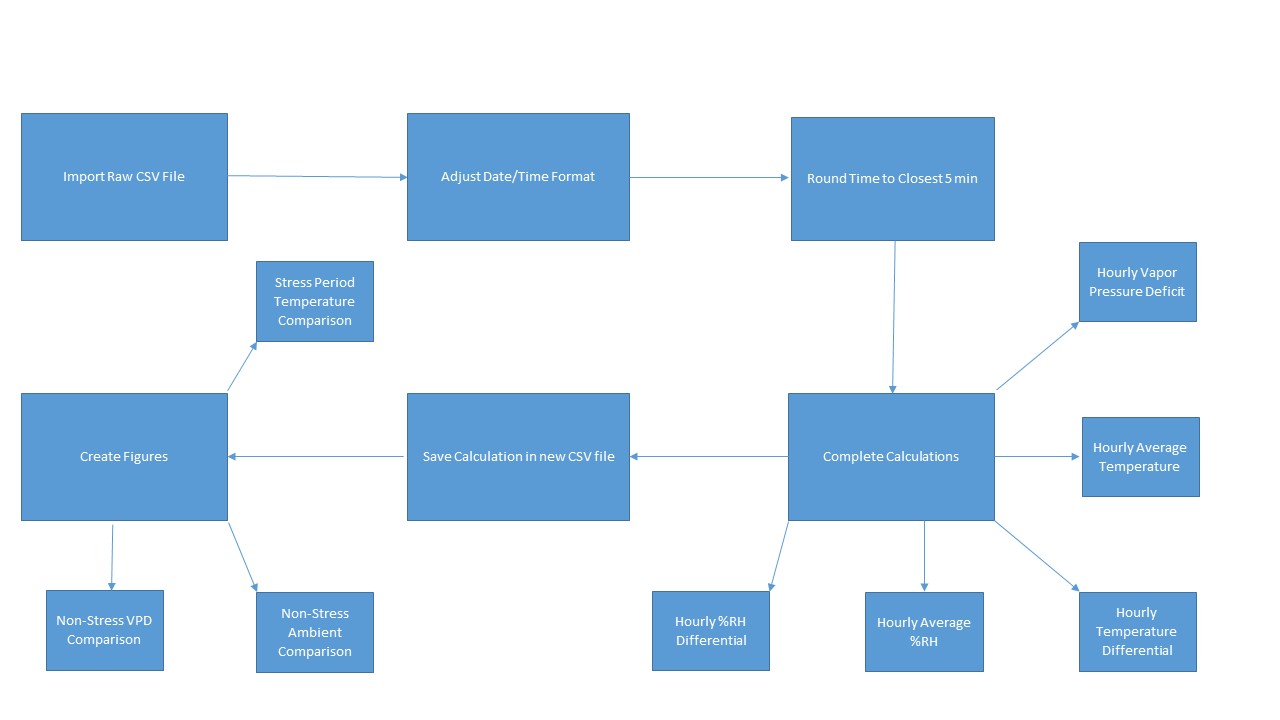 Import Raw CSV File
Adjust Date/Time Format
Round Time to Closest 5 min
Hourly Vapor
Pressure Deficit
Stress Period
Temperature
Comparison
Create Figures
Save Calculation in new CSV file
Complete Calculations
Hourly Average
Temperature
Non-Stress VPD
Comparison
Non-Stress
Ambient
Comparison
Hourly %RH
Differential
Hourly Average
%RH
Hourly
Temperature
Differential